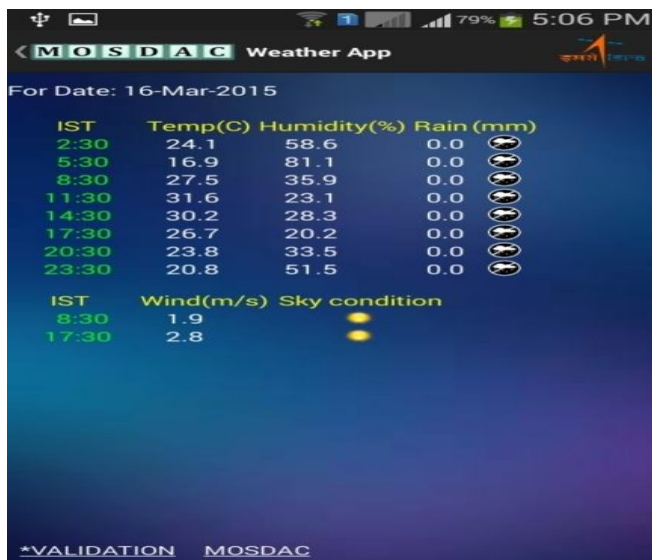 1 79% 5:06 PM
M O S D A C Weather App
इसरो isro
For Date: 16-Mar-2015
IST Temp(C) Humidity(%) Rain (mm)
2:30 24.1 58.6 0.0
5:30 16.9 81.1 0.0
8:30 27.5 35.9 0.0
11:30 31.6 23.1 0.0
14:30 30.2 28.3 0.0
17:30 26.7 20.2 0.0
20:30 23.8 33.5 0.0
23:30 20.8 51.5 0.0
IST Wind(m/s) Sky condition
8:30 1.9
17:30 2.8
*VALIDATION MOSDAC